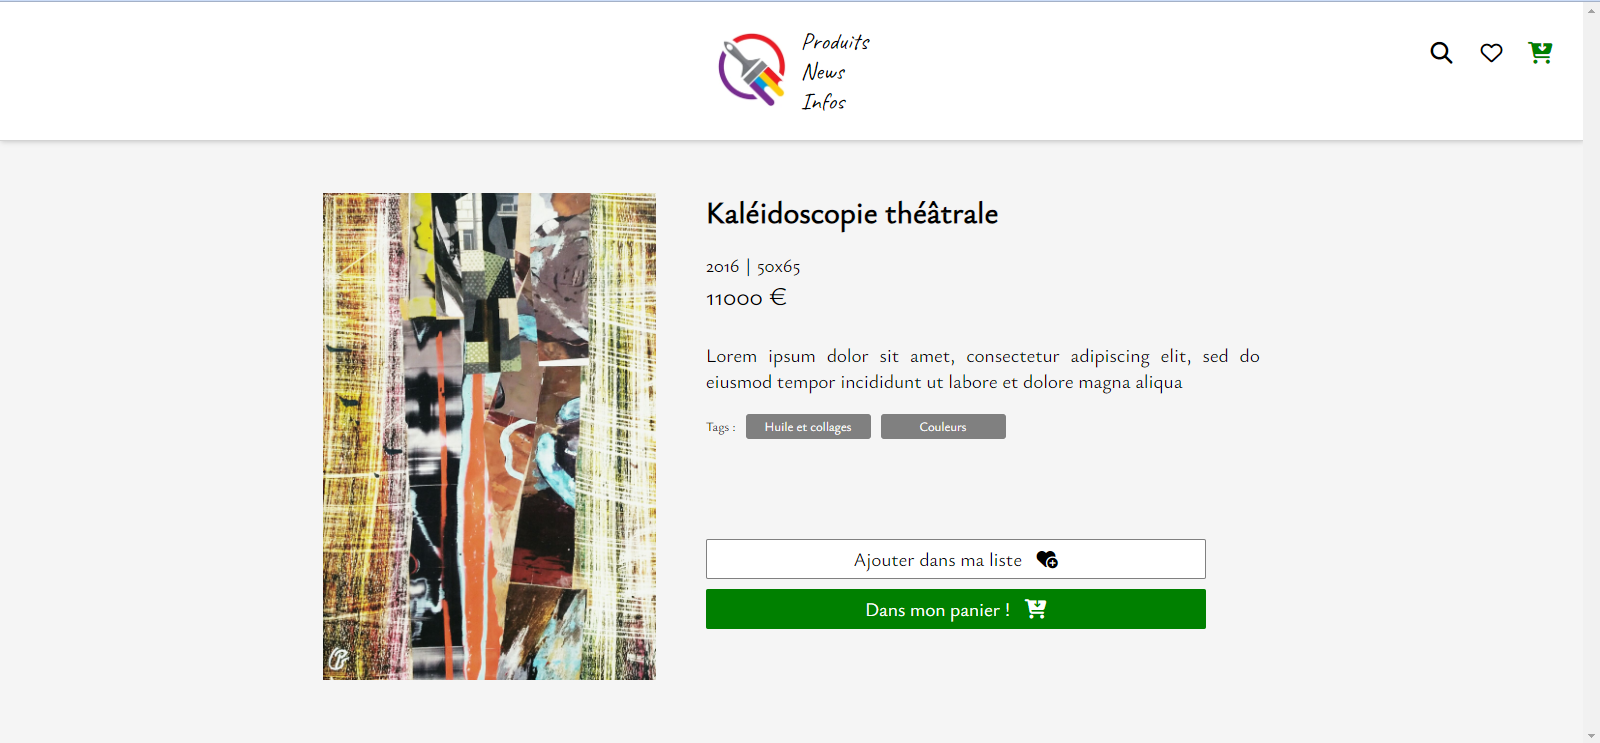 Produits
News
Infos
Kaléidoscopie théâtrale
2016 | 50x65
11000 €
Lorem ipsum dolor sit amet, consectetur adipiscing elit, sed do
eiusmod tempor incididunt ut labore et dolore magna aliqua
Tags : Huile et collages Couleurs
Ajouter dans ma liste
Dans mon panier !